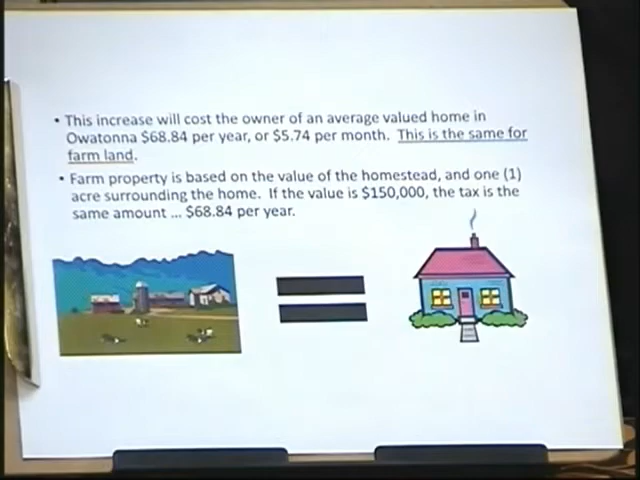 • This increase will cost the owner of an average valued home in
Owatonna $68.84 per year, or $5.74 per month. This is the same for
farm land.
• Farm property is based on the value of the homestead, and one (1)
acre surrounding the home. If the value is $150,000, the tax is the
same amount ... $68.84 per year.